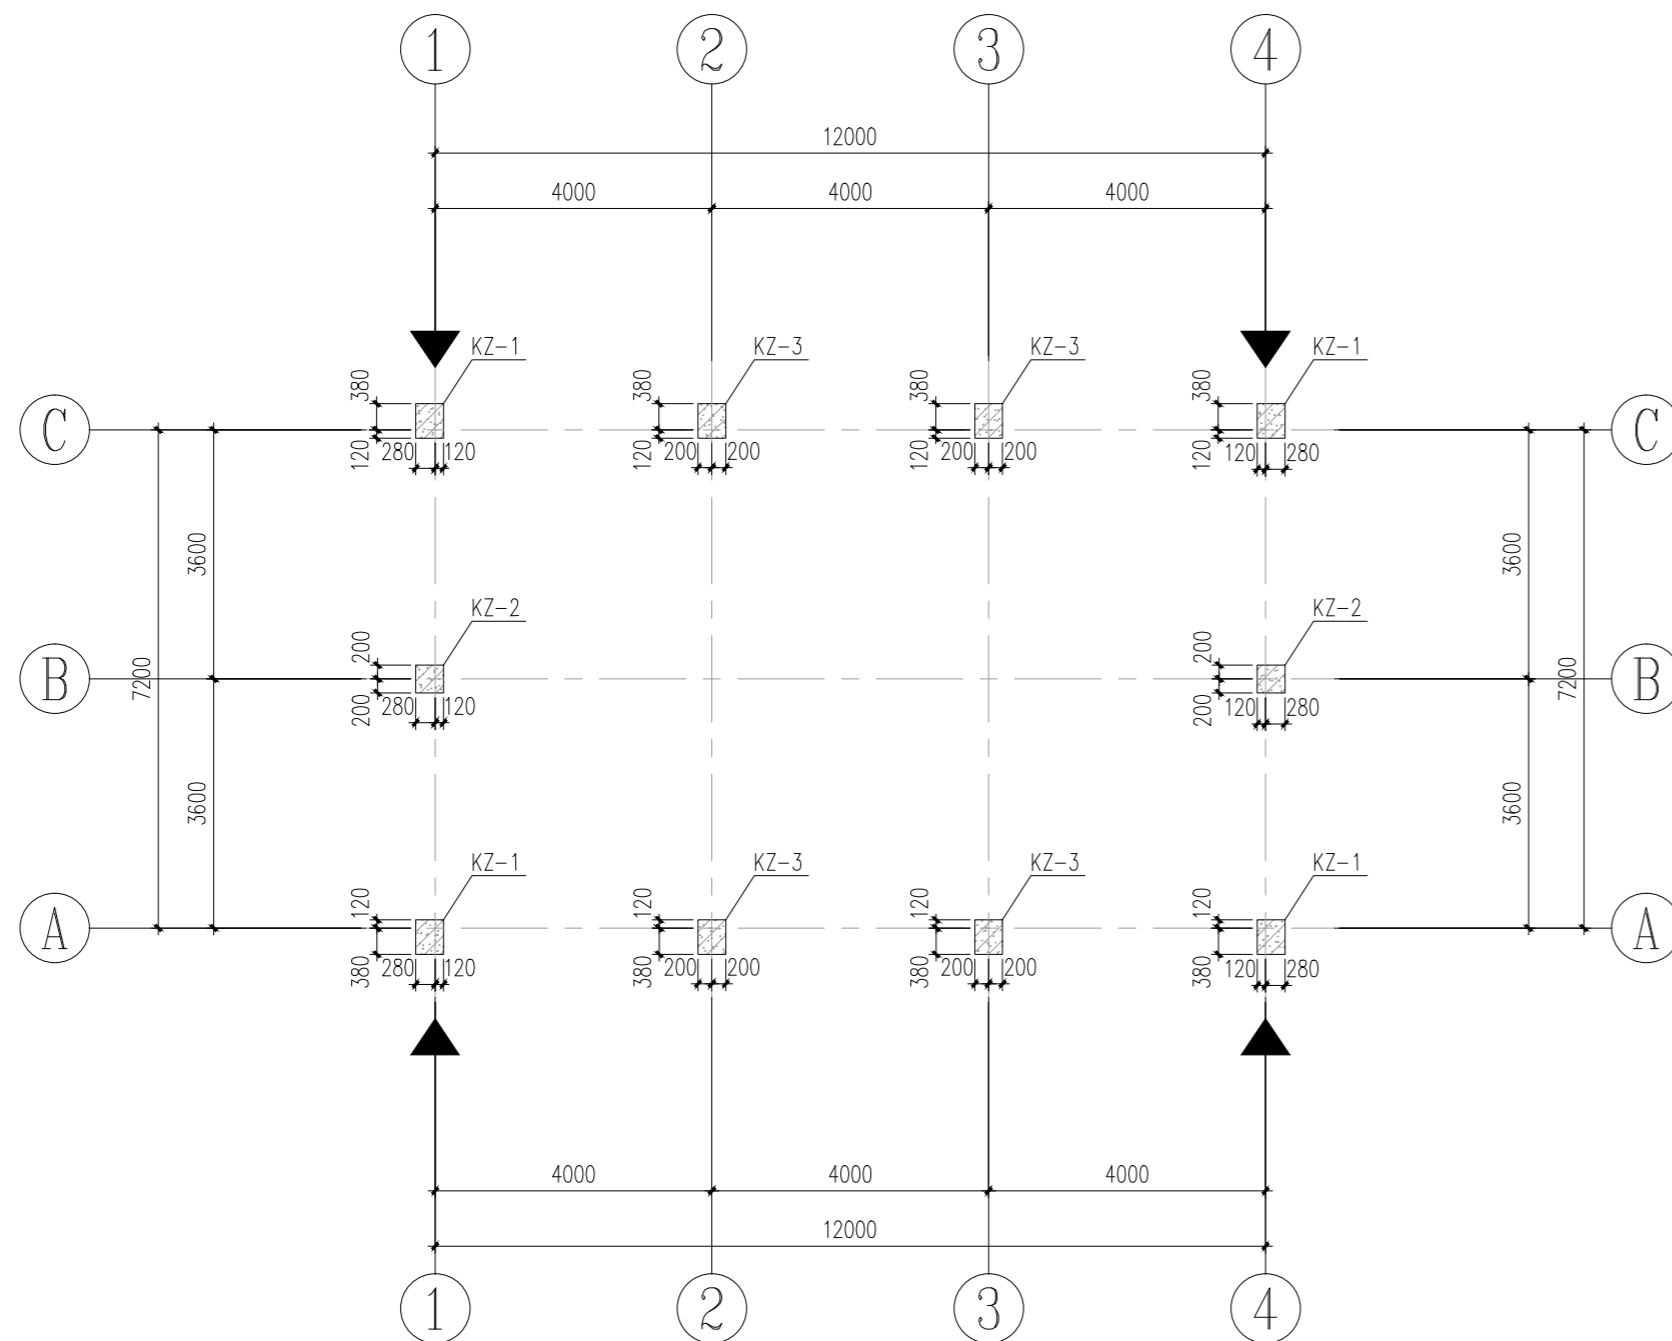 1 2 3 4
12000
4000 4000 4000
KZ-1 KZ-3 KZ-3 KZ-1
380 380 380 380
C C
120 280 120 120 200 200 120 200 200 120 120 280
3600 3600
KZ-2 KZ-2
200 200
B 7200 7200 B
200 280 120 200 120 280
3600 3600
KZ-1 KZ-3 KZ-3 KZ-1
120 120 120 120
A A
380 280 120 380 200 200 380 200 200 380 120 280
4000 4000 4000
12000
1 2 3 4